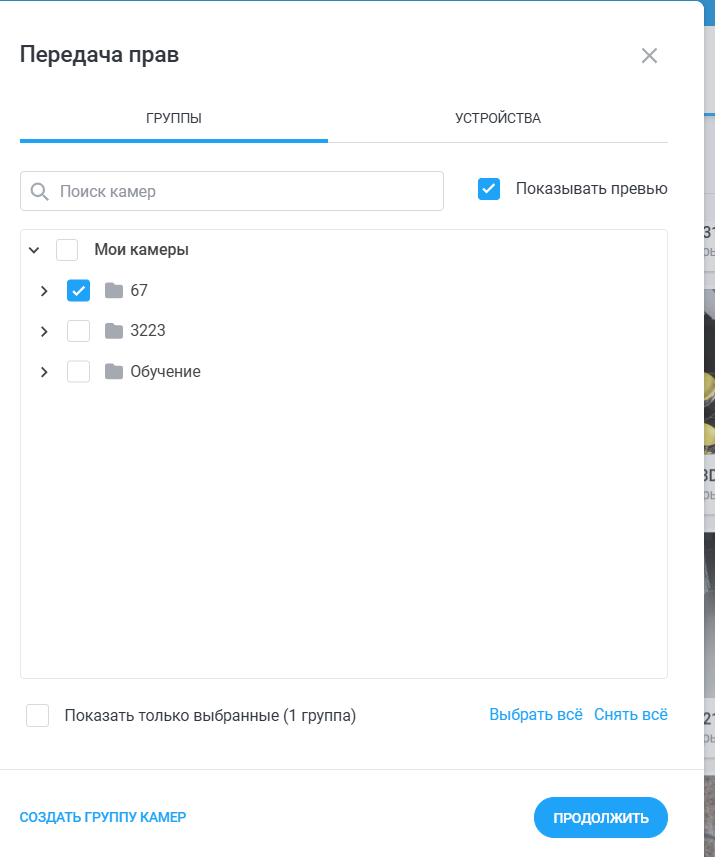 Передача прав
ГРУППЫ
УСТРОЙСТВА
Поиск камер
Показывать превью
Мои камеры
67
3223
Обучение
Показать только выбранные (1 группа)
Выбрать всё
Снять всё
СОЗДАТЬ ГРУППУ КАМЕР
ПРОДОЛЖИТЬ